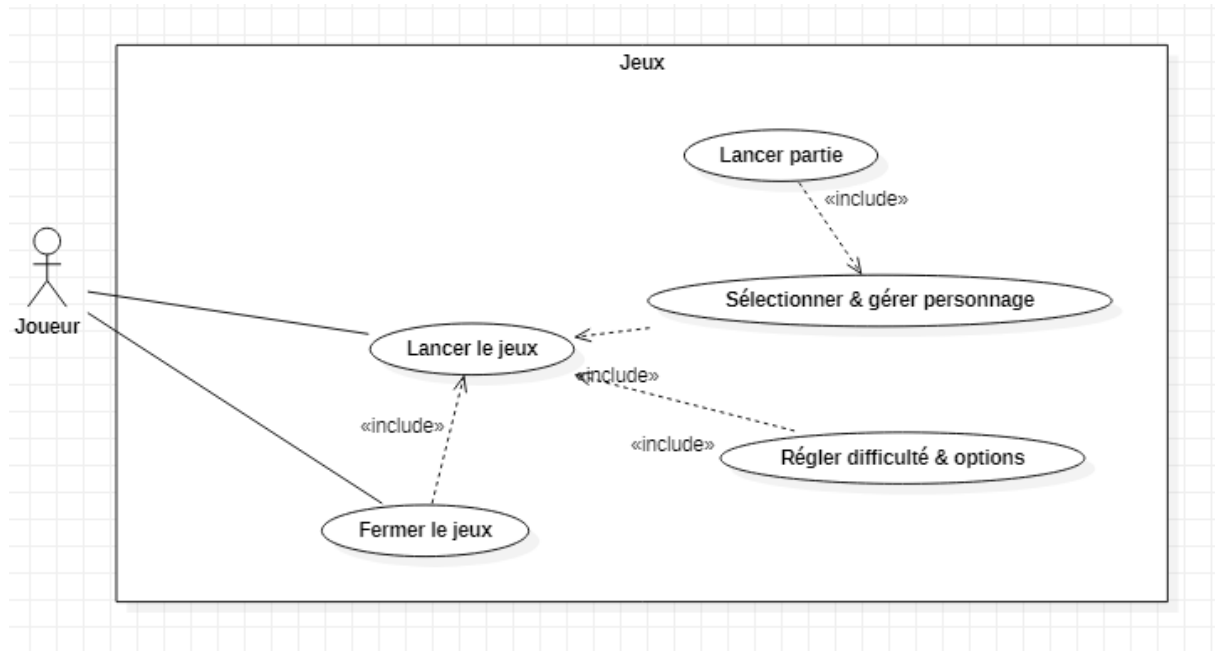 Jeux
Lancer partie
«include»
Sélectionner & gérer personnage
Joueur
Lancer le jeux
«include»
«include»
«include»
Régler difficulté & options
Fermer le jeux